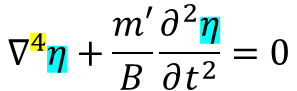 ∇⁴η + m′/B ∂²η/∂t² = 0